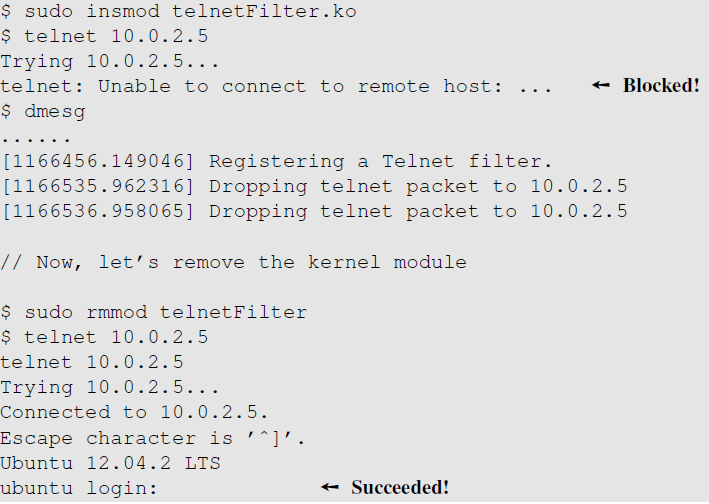 $ sudo insmod telnetFilter.ko
$ telnet 10.0.2.5
Trying 10.0.2.5...
telnet: Unable to connect to remote host: ... ← Blocked!
$ dmesg
......
[1166456.149046] Registering a Telnet filter.
[1166535.962316] Dropping telnet packet to 10.0.2.5
[1166536.958065] Dropping telnet packet to 10.0.2.5
// Now, let’s remove the kernel module
$ sudo rmmod telnetFilter
$ telnet 10.0.2.5
telnet 10.0.2.5
Trying 10.0.2.5...
Connected to 10.0.2.5.
Escape character is ’^]’.
Ubuntu 12.04.2 LTS
ubuntu login: ← Succeeded!